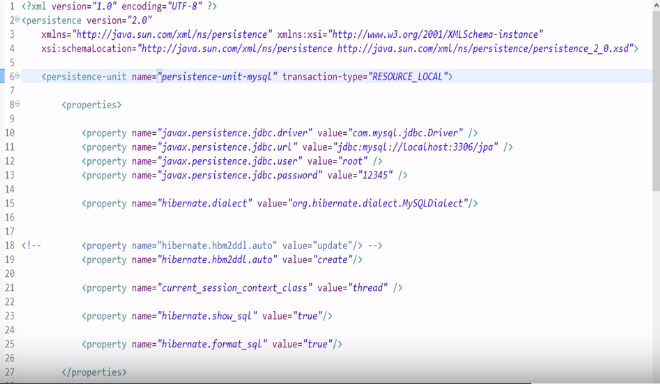 1 <?xml version="1.0" encoding="UTF-8" ?>
2 <persistence version="2.0"
3 xmlns="http://java.sun.com/xml/ns/persistence" xmlns:xsi="http://www.w3.org/2001/XMLSchema-instance"
4 xsi:schemaLocation="http://java.sun.com/xml/ns/persistence http://java.sun.com/xml/ns/persistence/persistence_2_0.xsd">
5
6 <persistence-unit name="persistence-unit-mysql" transaction-type="RESOURCE_LOCAL">
7
8 <properties>
9
10 <property name="javax.persistence.jdbc.driver" value="com.mysql.jdbc.Driver" />
11 <property name="javax.persistence.jdbc.url" value="jdbc:mysql://localhost:3306/jpa" />
12 <property name="javax.persistence.jdbc.user" value="root" />
13 <property name="javax.persistence.jdbc.password" value="12345" />
14
15 <property name="hibernate.dialect" value="org.hibernate.dialect.MySQLDialect"/>
16
17
18 <!-- <property name="hibernate.hbm2ddl.auto" value="update"/> -->
19 <property name="hibernate.hbm2ddl.auto" value="create"/>
20
21 <property name="current_session_context_class" value="thread" />
22
23 <property name="hibernate.show_sql" value="true"/>
24
25 <property name="hibernate.format_sql" value="true"/>
26
27 </properties>